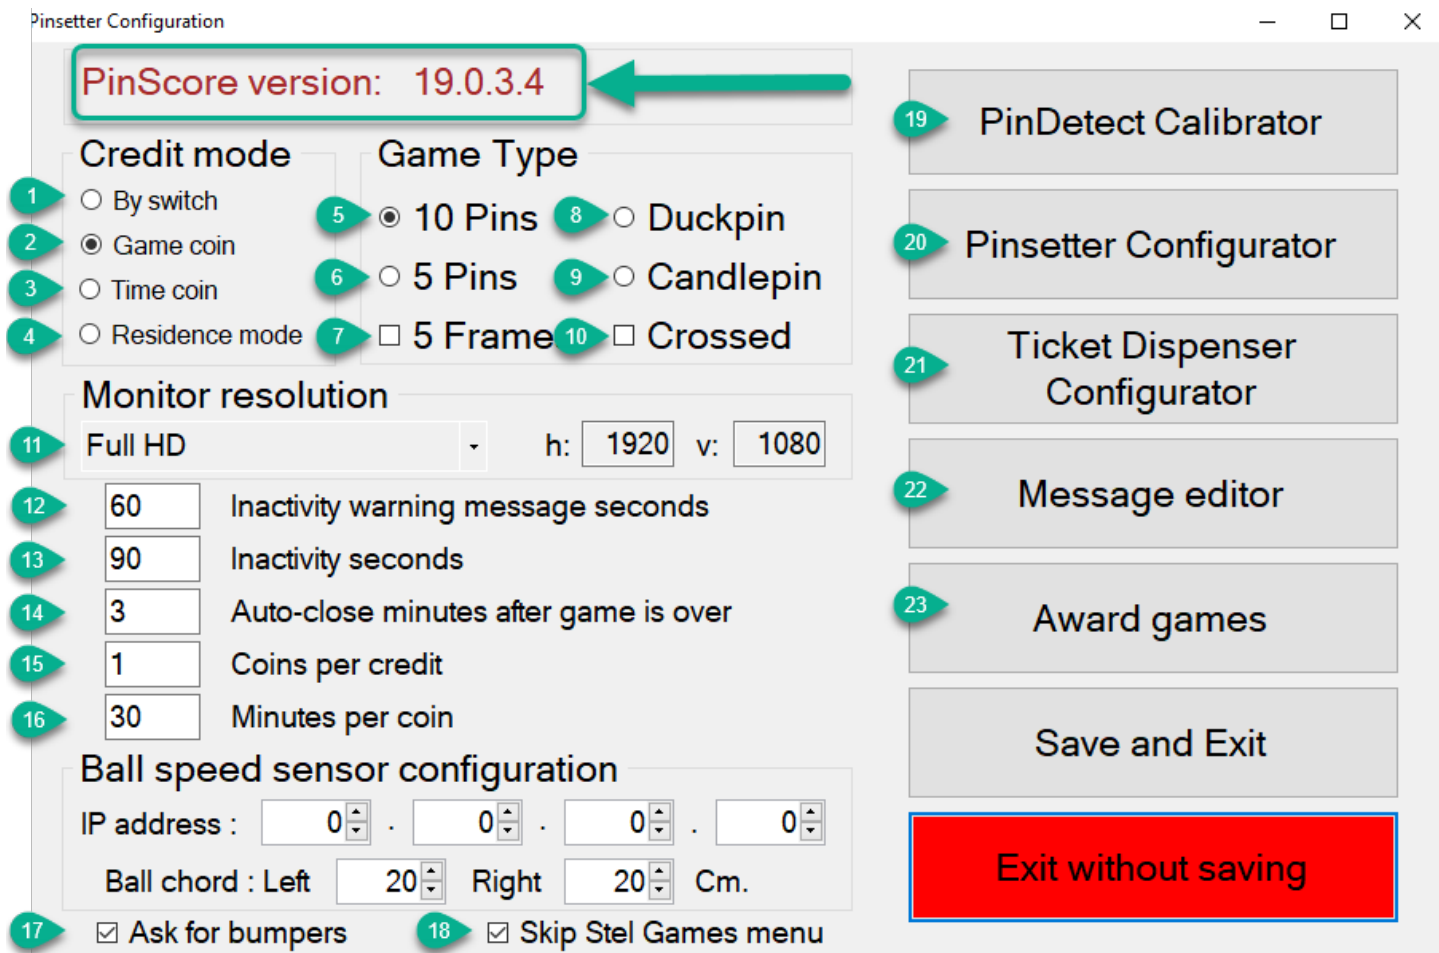 Pinsetter Configuration
PinScore version: 19.0.3.4
Credit mode
1 By switch
2 Game coin
3 Time coin
4 Residence mode
Game Type
5 10 Pins
6 5 Pins
7 5 Frame
8 Duckpin
9 Candlepin
10 Crossed
Monitor resolution
11 Full HD h: 1920 v: 1080
12 60 Inactivity warning message seconds
13 90 Inactivity seconds
14 3 Auto-close minutes after game is over
15 1 Coins per credit
16 30 Minutes per coin
Ball speed sensor configuration
IP address : 0 . 0 . 0 . 0
Ball chord : Left 20 Right 20 Cm.
17 Ask for bumpers
18 Skip Stel Games menu
19 PinDetect Calibrator
20 Pinsetter Configurator
21 Ticket Dispenser
Configurator
22 Message editor
23 Award games
Save and Exit
Exit without saving